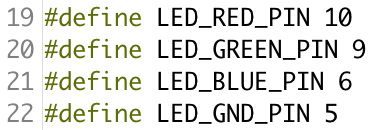 19 #define LED_RED_PIN 10
20 #define LED_GREEN_PIN 9
21 #define LED_BLUE_PIN 6
22 #define LED_GND_PIN 5